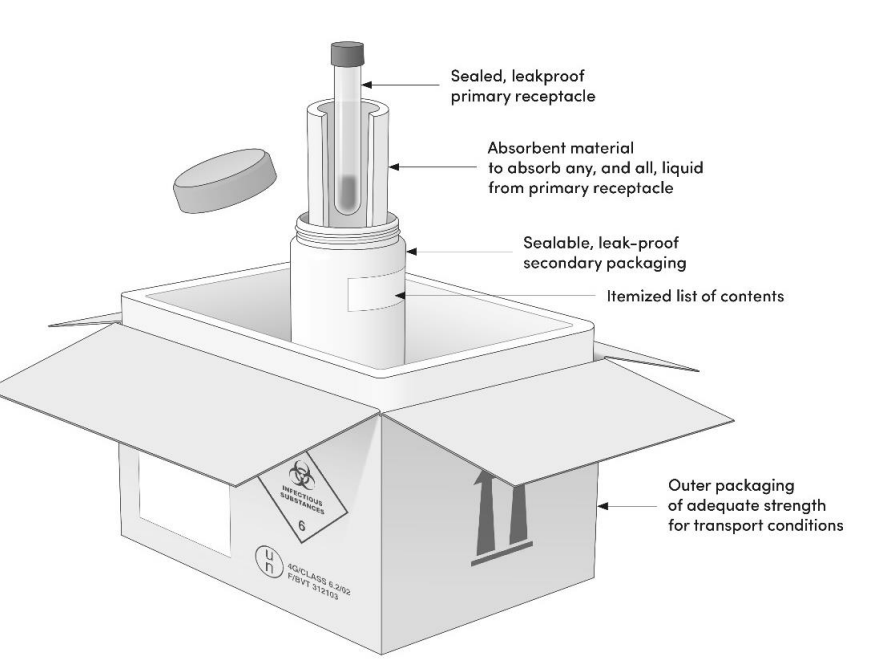 Sealed, leakproof
primary receptacle
Absorbent material
to absorb any, and all, liquid
from primary receptacle
Sealable, leak-proof
secondary packaging
Itemized list of contents
Outer packaging
of adequate strength
for transport conditions
INFECTIOUS
SUBSTANCES
6
u
n
4G/CLASS 6.2/02
F/BVT 312103